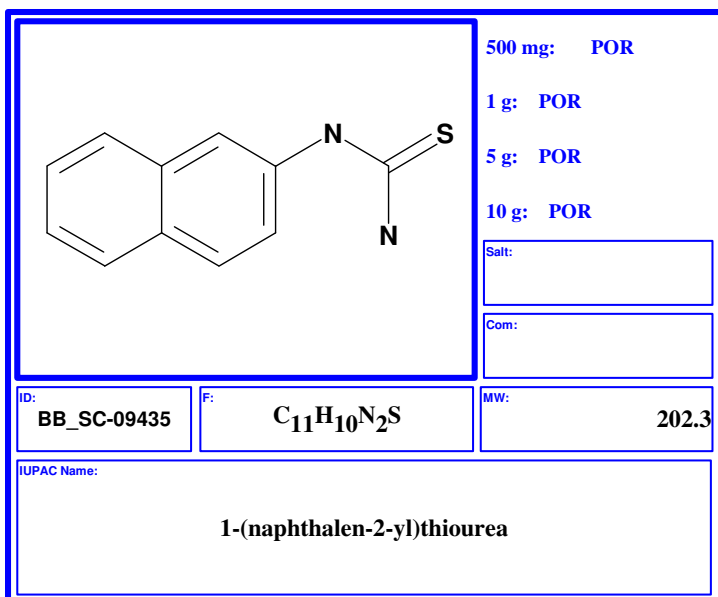 500 mg: POR
1 g: POR
5 g: POR
10 g: POR
N
S
N
Salt:
Com:
ID:
BB_SC-09435
F:
C11H10N2S
MW:
202.3
IUPAC Name:
1-(naphthalen-2-yl)thiourea